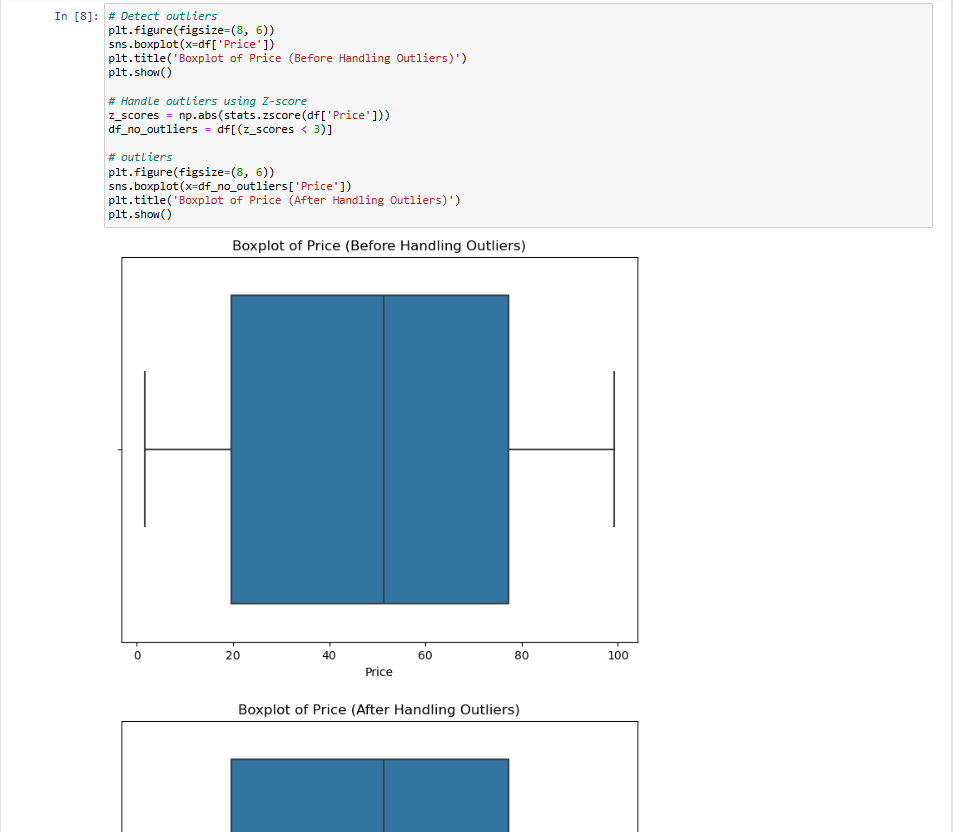 In [8]: # Detect outliers
plt.figure(figsize=(8, 6))
sns.boxplot(x=df['Price'])
plt.title('Boxplot of Price (Before Handling Outliers)')
plt.show()
# Handle outliers using Z-score
z_scores = np.abs(stats.zscore(df['Price']))
df_no_outliers = df[(z_scores < 3)]
# outliers
plt.figure(figsize=(8, 6))
sns.boxplot(x=df_no_outliers['Price'])
plt.title('Boxplot of Price (After Handling Outliers)')
plt.show()
Boxplot of Price (Before Handling Outliers)
0 20 40 60 80 100
Price
Boxplot of Price (After Handling Outliers)